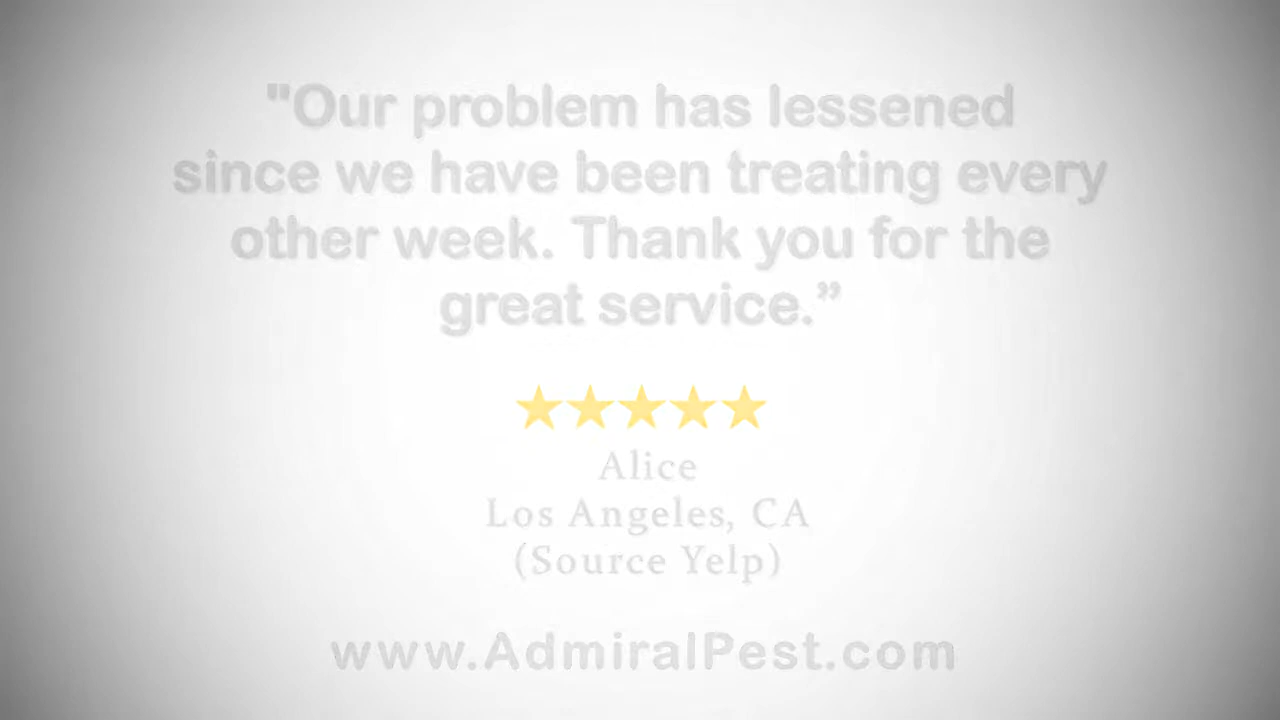 "Our problem has lessened
since we have been treating every
other week. Thank you for the
great service.”
★★★★★
Alice
Los Angeles, CA
(Source Yelp)
www.AdmiralPest.com